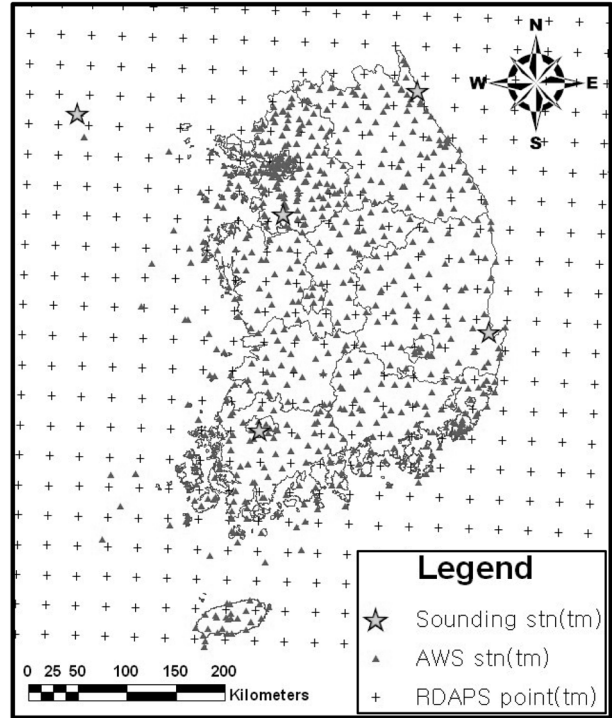 N
W E
S
Legend
Sounding stn(tm)
AWS stn(tm)
RDAPS point(tm)
0 25 50 100 150 200
Kilometers